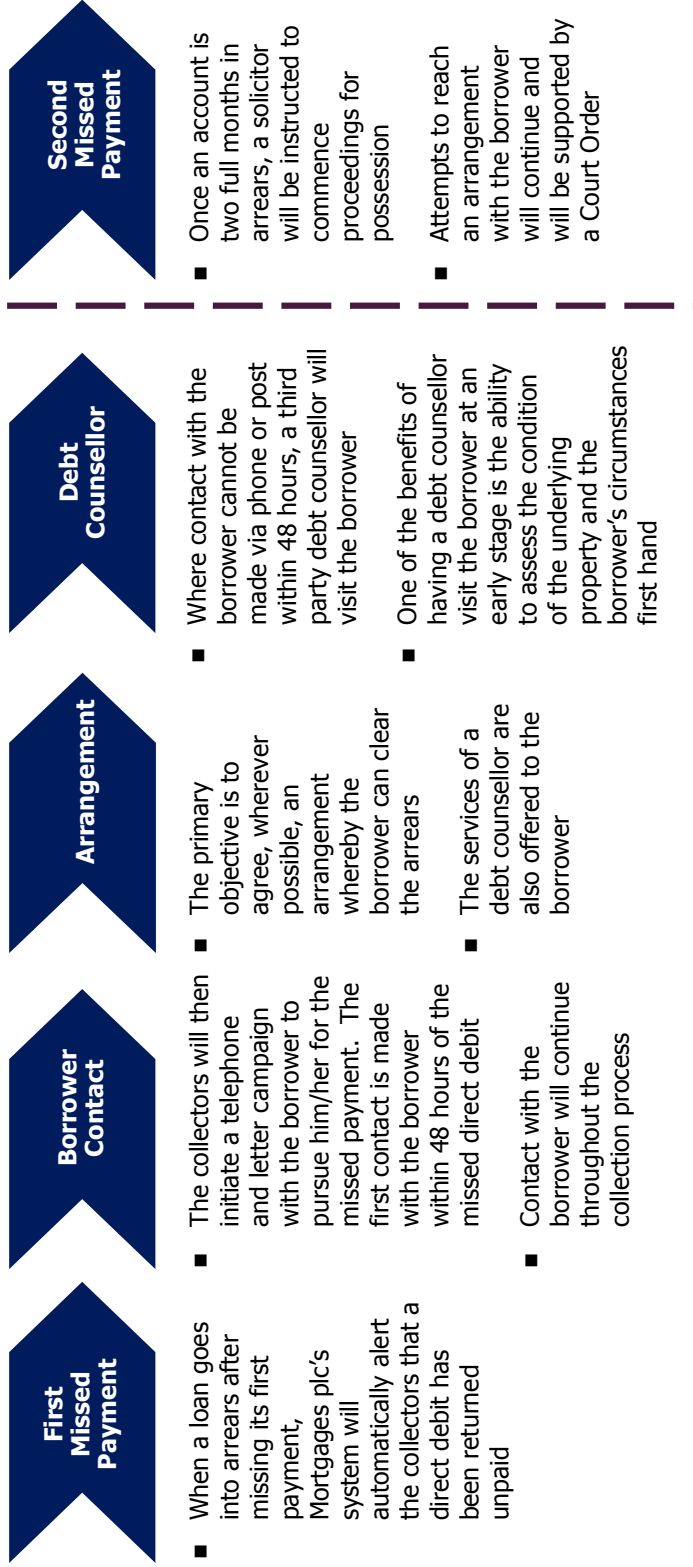 First
Missed
Payment
■ When a loan goes
into arrears after
missing its first
payment,
Mortgages plc's
system will
automatically alert
the collectors that a
direct debit has
been returned
unpaid
Borrower
Contact
■ The collectors will then
initiate a telephone
and letter campaign
with the borrower to
pursue him/her for the
missed payment. The
first contact is made
with the borrower
within 48 hours of the
missed direct debit
■ Contact with the
borrower will continue
throughout the
collection process
Arrangement
■ The primary
objective is to
agree, wherever
possible, an
arrangement
whereby the
borrower can clear
the arrears
■ The services of a
debt counsellor are
also offered to the
borrower
Debt
Counsellor
■ Where contact with the
borrower cannot be
made via phone or post
within 48 hours, a third
party debt counsellor will
visit the borrower
■ One of the benefits of
having a debt counsellor
visit the borrower at an
early stage is the ability
to assess the condition
of the underlying
property and the
borrower's circumstances
first hand
Second
Missed
Payment
■ Once an account is
two full months in
arrears, a solicitor
will be instructed to
commence
proceedings for
possession
■ Attempts to reach
an arrangement
with the borrower
will continue and
will be supported by
a Court Order